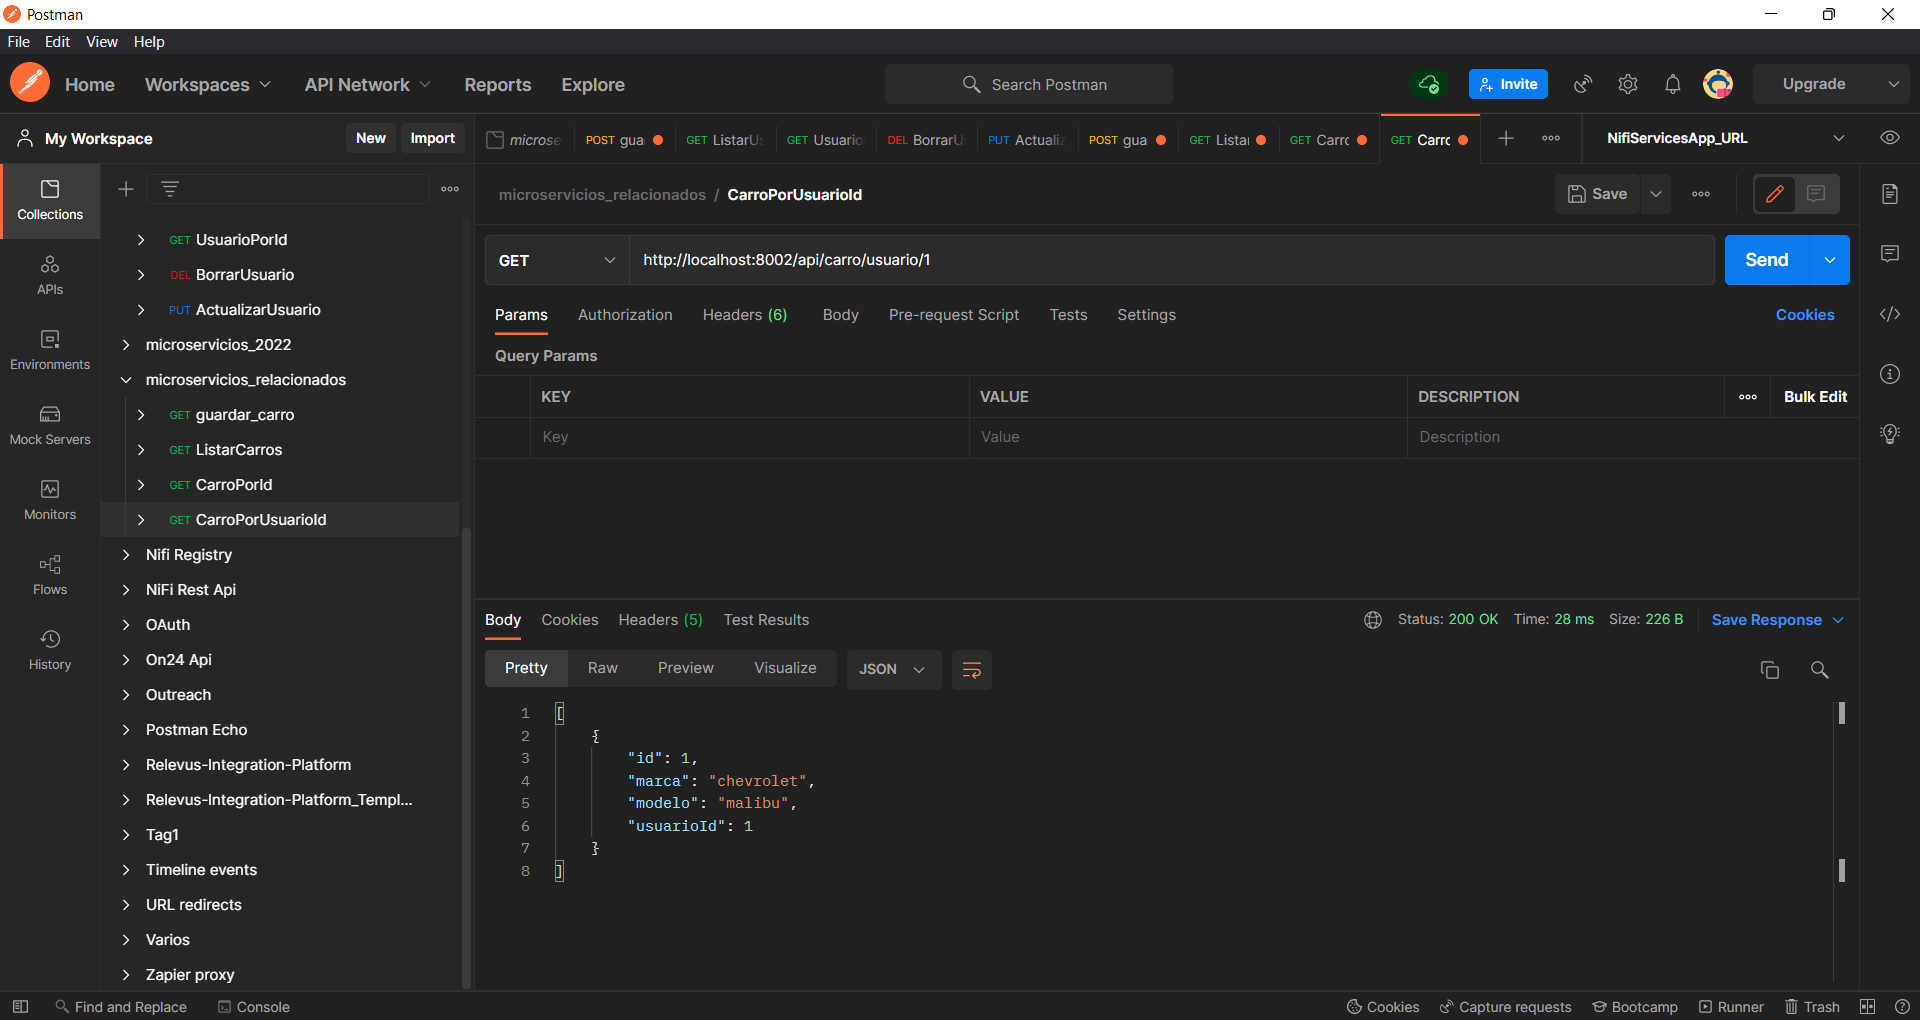 Postman
File Edit View Help
Home Workspaces API Network Reports Explore Search Postman Invite Upgrade
My Workspace New Import
microse POST gua GET ListarUs GET Usuario DEL BorrarU PUT Actualiz POST gua GET Listar GET Carro GET Carro NifiServicesApp_URL
Collections
APIs
Environments
Mock Servers
Monitors
Flows
History
GET UsuarioPorId
DEL BorrarUsuario
PUT ActualizarUsuario
microservicios_2022
microservicios_relacionados
GET guardar_carro
GET ListarCarros
GET CarroPorId
GET CarroPorUsuarioId
Nifi Registry
NiFi Rest Api
OAuth
On24 Api
Outreach
Postman Echo
Relevus-Integration-Platform
Relevus-Integration-Platform_Templ...
Tag1
Timeline events
URL redirects
Varios
Zapier proxy
microservicios_relacionados / CarroPorUsuarioId Save
GET http://localhost:8002/api/carro/usuario/1 Send
Params Authorization Headers (6) Body Pre-request Script Tests Settings Cookies
Query Params
KEY VALUE DESCRIPTION Bulk Edit
Key Value Description
Body Cookies Headers (5) Test Results Status: 200 OK Time: 28 ms Size: 226 B Save Response
Pretty Raw Preview Visualize JSON
1 [
2 {
3 "id": 1,
4 "marca": "chevrolet",
5 "modelo": "malibu",
6 "usuarioId": 1
7 }
8 ]
Find and Replace Console Cookies Capture requests Bootcamp Runner Trash